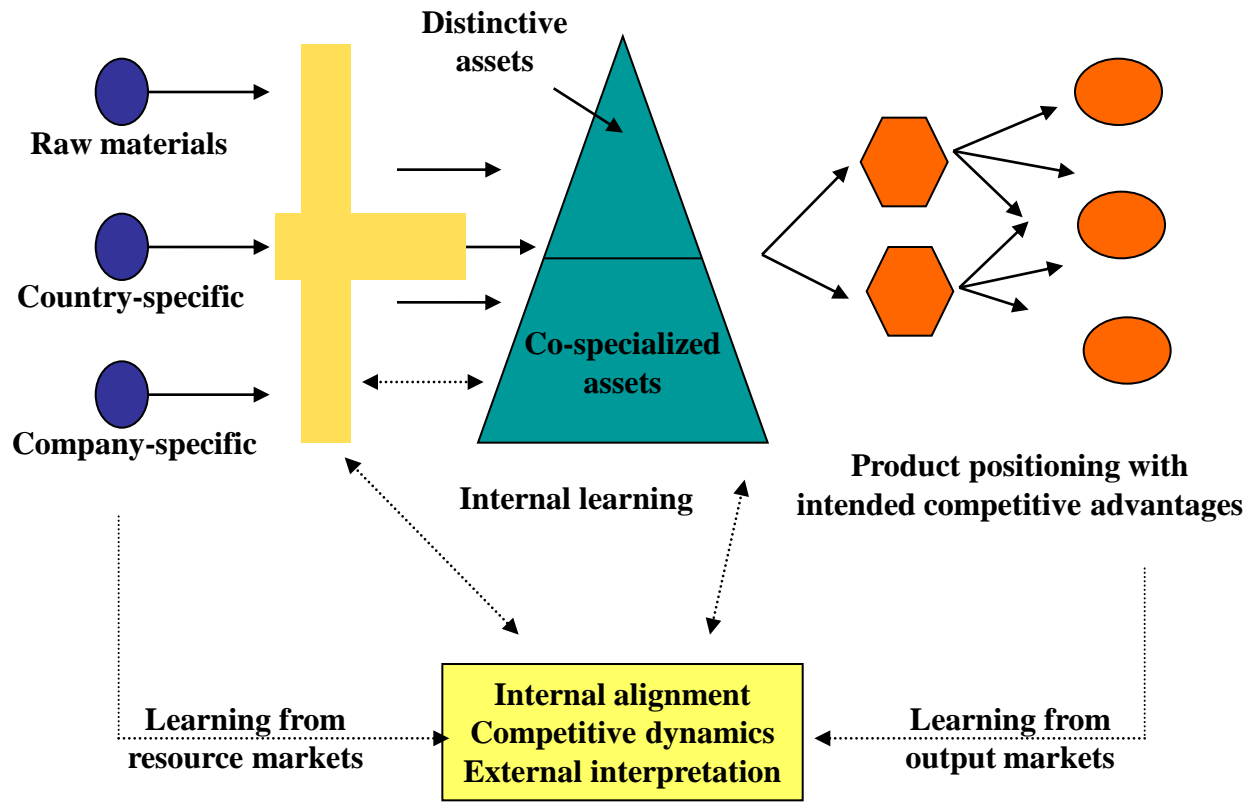 Distinctive
assets
Raw materials
Country-specific
Co-specialized
assets
Company-specific
Internal learning
Product positioning with
intended competitive advantages
Learning from
resource markets
Internal alignment
Competitive dynamics
External interpretation
Learning from
output markets